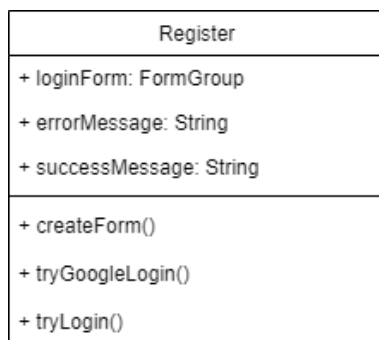 Register
+ loginForm: FormGroup
+ errorMessage: String
+ successMessage: String
+ createForm()
+ tryGoogleLogin()
+ tryLogin()